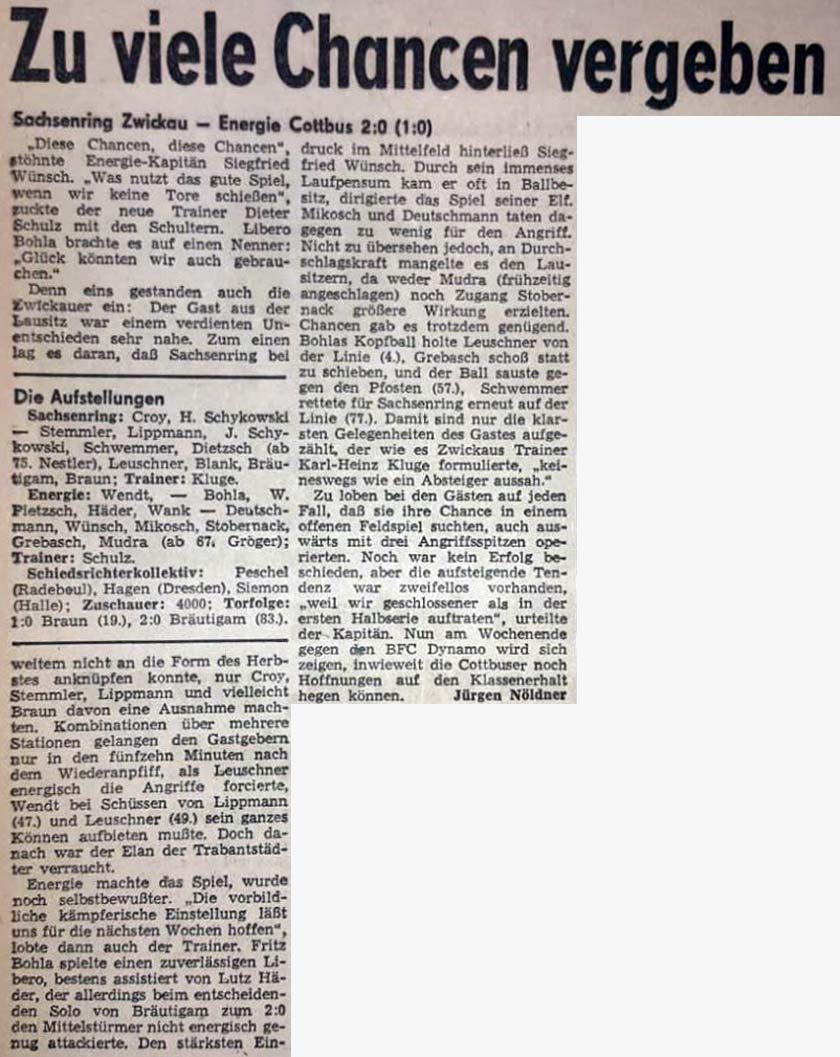 Zu viele Chancen vergeben
Sachsenring Zwickau — Energie Cottbus 2:0 (1:0)
„Diese Chancen, diese Chancen“,
stöhnte Energie-Kapitän Siegfried
Wünsch. „Was nutzt das gute Spiel,
wenn wir keine Tore schießen“,
zuckte der neue Trainer Dieter
Schulz mit den Schultern. Libero
Bohla brachte es auf einen Nenner:
„Glück könnten wir auch gebrau-
chen.“
Denn eins gestanden auch die
Zwickauer ein: Der Gast aus der
Lausitz war einem verdienten Un-
entschieden sehr nahe. Zum einen
lag es daran, daß Sachsenring bei
Die Aufstellungen
Sachsenring: Croy, H. Schykowski
— Stemmler, Lippmann, J. Schy-
kowski, Schwemmer, Dietzsch (ab
75. Nestler), Leuschner, Blank, Bräu-
tigam, Braun; Trainer: Kluge.
Energie: Wendt, — Bohla, W.
Pietzsch, Häder, Wank — Deutsch-
mann, Wünsch, Mikosch, Stobernack,
Grebasch, Mudra (ab 67. Gröger);
Trainer: Schulz.
Schiedsrichterkollektiv: Peschel
(Radebeul), Hagen (Dresden), Siemon
(Halle); Zuschauer: 4000; Torfolge:
1:0 Braun (19.), 2:0 Bräutigam (83.).
weitem nicht an die Form des Herb-
stes anknüpfen konnte, nur Croy,
Stemmler, Lippmann und vielleicht
Braun davon eine Ausnahme mach-
ten. Kombinationen über mehrere
Stationen gelangen den Gastgebern
nur in den fünfzehn Minuten nach
dem Wiederanpfiff, als Leuschner
energisch die Angriffe forcierte,
Wendt bei Schüssen von Lippmann
(47.) und Leuschner (49.) sein ganzes
Können aufbieten mußte. Doch da-
nach war der Elan der Trabantstäd-
ter verraucht.
Energie machte das Spiel, wurde
noch selbstbewußter. „Die vorbild-
liche kämpferische Einstellung läßt
uns für die nächsten Wochen hoffen“,
lobte dann auch der Trainer. Fritz
Bohla spielte einen zuverlässigen Li-
bero, bestens assistiert von Lutz Hä-
der, der allerdings beim entscheiden-
den Solo von Bräutigam zum 2:0
den Mittelstürmer nicht energisch ge-
nug attackierte. Den stärksten Ein-
druck im Mittelfeld hinterließ Sieg-
fried Wünsch. Durch sein immenses
Laufpensum kam er oft in Ballbe-
sitz, dirigierte das Spiel seiner Elf.
Mikosch und Deutschmann taten da-
gegen zu wenig für den Angriff.
Nicht zu übersehen jedoch, an Durch-
schlagskraft mangelte es den Lau-
sitzern, da weder Mudra (frühzeitig
angeschlagen) noch Zugang Stober-
nack größere Wirkung erzielten.
Chancen gab es trotzdem genügend.
Bohlas Kopfball holte Leuschner von
der Linie (4.), Grebasch schoß statt
zu schieben, und der Ball sauste ge-
gen den Pfosten (57.), Schwemmer
rettete für Sachsenring erneut auf der
Linie (77.). Damit sind nur die klar-
sten Gelegenheiten des Gastes aufge-
zählt, der wie es Zwickaus Trainer
Karl-Heinz Kluge formulierte, „kei-
neswegs wie ein Absteiger aussah.“
Zu loben bei den Gästen auf jeden
Fall, daß sie ihre Chance in einem
offenen Feldspiel suchten, auch aus-
wärts mit drei Angriffsspitzen ope-
rierten. Noch war kein Erfolg be-
schieden, aber die aufsteigende Ten-
denz war zweifellos vorhanden,
„weil wir geschlossener als in der
ersten Halbserie auftraten“, urteilte
der Kapitän. Nun am Wochenende
gegen den BFC Dynamo wird sich
zeigen, inwieweit die Cottbuser noch
Hoffnungen auf den Klassenerhalt
hegen können. Jürgen Nöldner